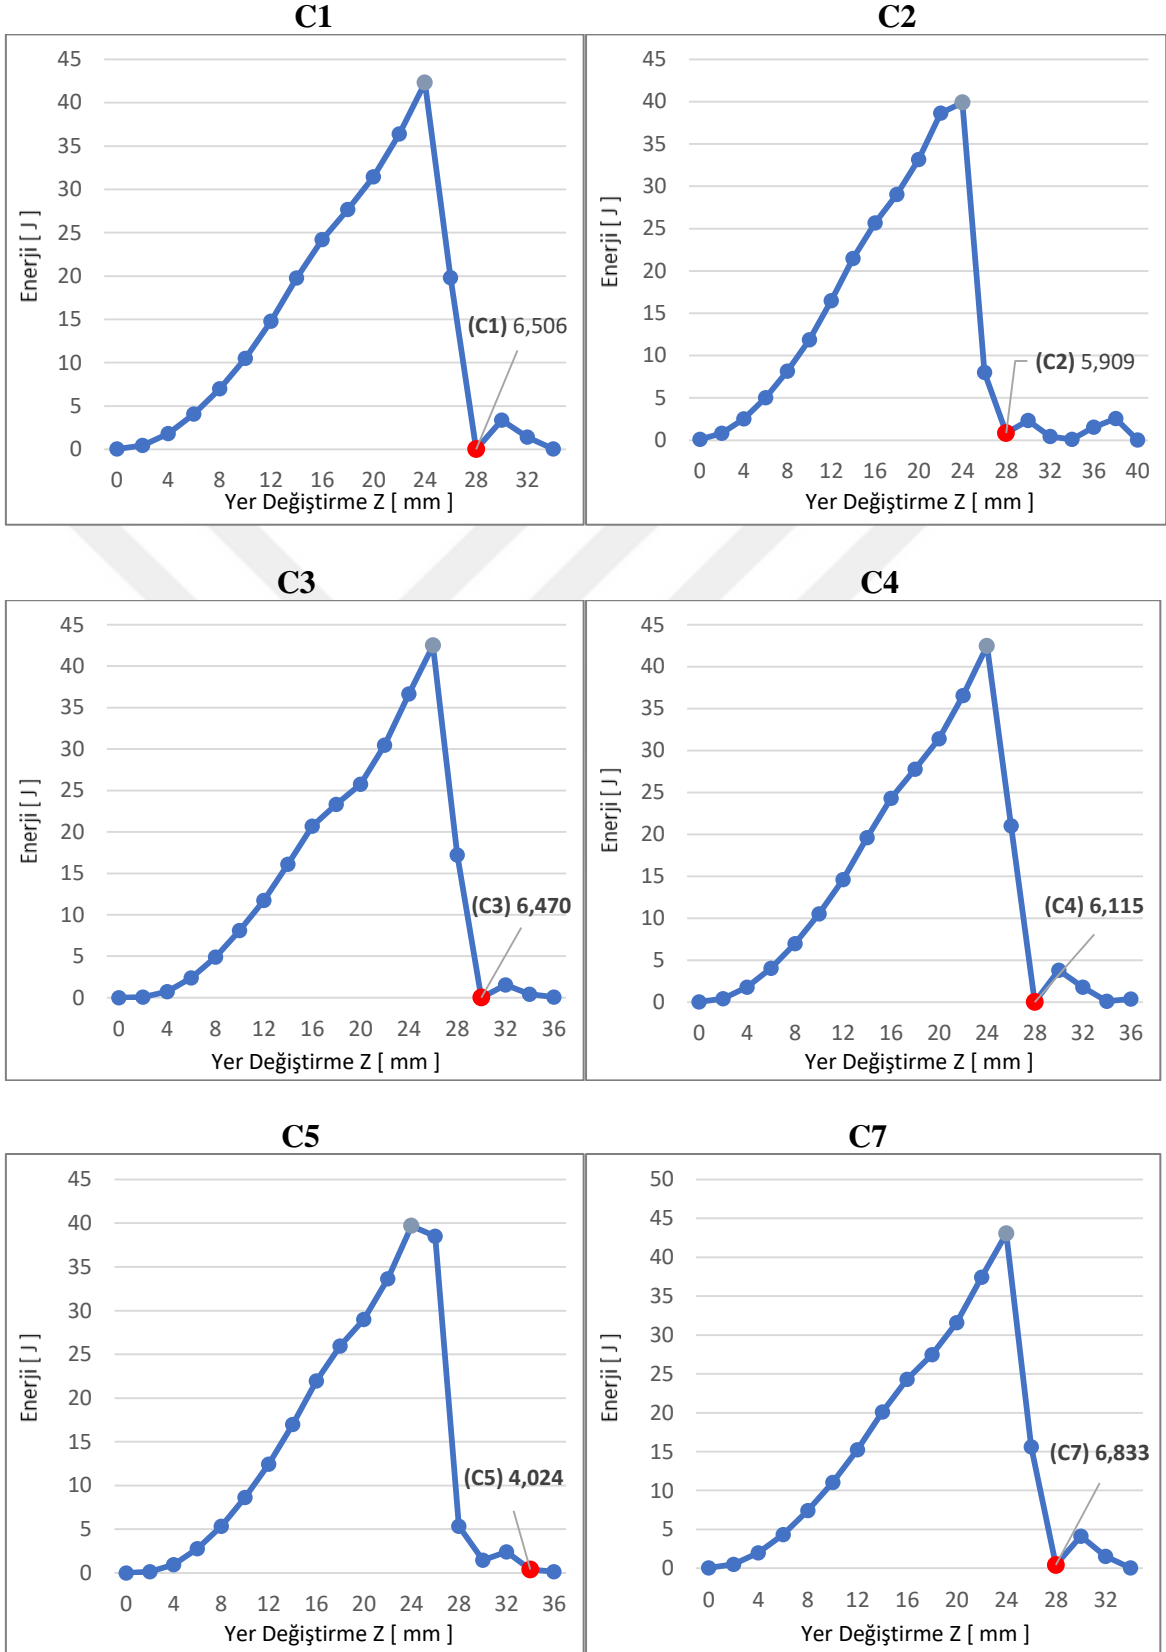 C1
45
40
35
30
25
20
15
10
5
0
Enerji [ J ]
(C1) 6,506
0 4 8 12 16 20 24 28 32
Yer Değiştirme Z [ mm ]
C2
45
40
35
30
25
20
15
10
5
0
Enerji [ J ]
(C2) 5,909
0 4 8 12 16 20 24 28 32 36 40
Yer Değiştirme Z [ mm ]
C3
45
40
35
30
25
20
15
10
5
0
Enerji [ J ]
(C3) 6,470
0 4 8 12 16 20 24 28 32 36
Yer Değiştirme Z [ mm ]
C4
45
40
35
30
25
20
15
10
5
0
Enerji [ J ]
(C4) 6,115
0 4 8 12 16 20 24 28 32 36
Yer Değiştirme Z [ mm ]
C5
45
40
35
30
25
20
15
10
5
0
Enerji [ J ]
(C5) 4,024
0 4 8 12 16 20 24 28 32 36
Yer Değiştirme Z [ mm ]
C7
50
45
40
35
30
25
20
15
10
5
0
Enerji [ J ]
(C7) 6,833
0 4 8 12 16 20 24 28 32
Yer Değiştirme Z [ mm ]